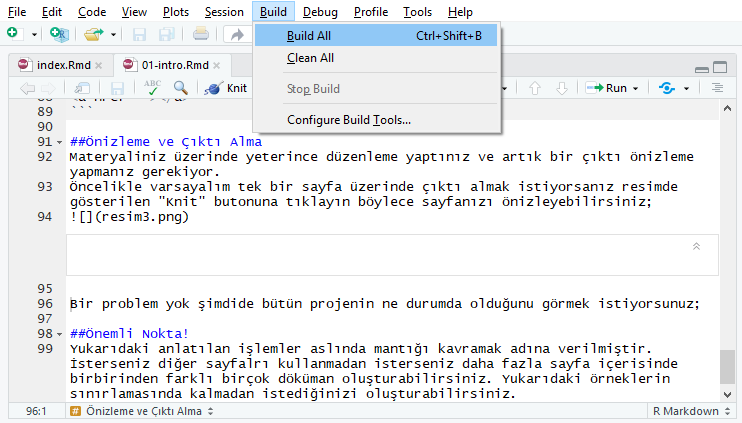 File Edit Code View Plots Session Build Debug Profile Tools Help
Build All Ctrl+Shift+B
Clean All
Stop Build
Configure Build Tools...
index.Rmd 01-intro.Rmd
ABC Knit Run
89 ```
90
91 ##Önizleme ve Çıktı Alma
92 Materyaliniz üzerinde yeterince düzenleme yaptınız ve artık bir çıktı önizleme
yapmanız gerekiyor.
93 Öncelikle varsayalım tek bir sayfa üzerinde çıktı almak istiyorsanız resimde
gösterilen "Knit" butonuna tıklayın böylece sayfanızı önizleyebilirsiniz;
94 ![](resim3.png)
95
96 Bir problem yok şimdide bütün projenin ne durumda olduğunu görmek istiyorsunuz;
97
98 ##Önemli Nokta!
99 Yukarıdaki anlatılan işlemler aslında mantığı kavramak adına verilmiştir.
İsterseniz diğer sayfalrı kullanmadan isterseniz daha fazla sayfa içerisinde
birbirinden farklı birçok döküman oluşturabilirsiniz. Yukarıdaki örneklerin
sınırlamasında kalmadan istediğinizi oluşturabilirsiniz.
96:1 # Önizleme ve Çıktı Alma R Markdown